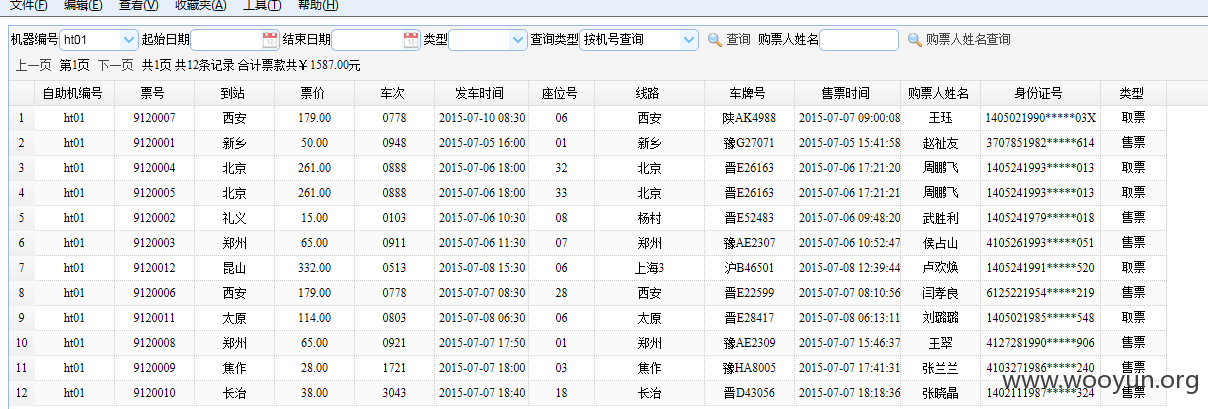 文件(F) 编辑(E) 查看(V) 收藏夹(A) 工具(T) 帮助(H)
机器编号 ht01 起始日期 结束日期 类型 查询类型 按机号查询 查询 购票人姓名 购票人姓名查询
上一页 第1页 下一页 共1页 共12条记录 合计票款共￥1587.00元
自助机编号 票号 到站 票价 车次 发车时间 座位号 线路 车牌号 售票时间 购票人姓名 身份证号 类型
1 ht01 9120007 西安 179.00 0778 2015-07-10 08:30 06 西安 陕AK4988 2015-07-07 09:00:08 王珏 1405021990*****03X 取票
2 ht01 9120001 新乡 50.00 0948 2015-07-05 16:00 01 新乡 豫G27071 2015-07-05 15:41:58 赵祉友 3707851982*****614 售票
3 ht01 9120004 北京 261.00 0888 2015-07-06 18:00 32 北京 晋E26163 2015-07-06 17:21:20 周鹏飞 1405241993*****013 取票
4 ht01 9120005 北京 261.00 0888 2015-07-06 18:00 33 北京 晋E26163 2015-07-06 17:21:21 周鹏飞 1405241993*****013 取票
5 ht01 9120002 礼义 15.00 0103 2015-07-06 10:30 08 杨村 晋E52483 2015-07-06 09:48:20 武胜利 1405241979*****018 售票
6 ht01 9120003 郑州 65.00 0911 2015-07-06 11:30 07 郑州 豫AE2307 2015-07-06 10:52:47 侯占山 4105261993*****051 售票
7 ht01 9120012 昆山 332.00 0513 2015-07-08 15:30 06 上海3 沪B46501 2015-07-08 12:39:44 卢欢焕 1405241991*****520 取票
8 ht01 9120006 西安 179.00 0778 2015-07-07 08:30 28 西安 晋E22599 2015-07-07 08:10:56 闫孝良 6125221954*****219 售票
9 ht01 9120011 太原 114.00 0803 2015-07-08 06:30 06 太原 晋E28417 2015-07-08 06:13:11 刘璐璐 1405021985*****548 取票
10 ht01 9120008 郑州 65.00 0921 2015-07-07 17:50 01 郑州 豫AE2309 2015-07-07 15:46:37 王翠 4127281990*****906 售票
11 ht01 9120009 焦作 28.00 1721 2015-07-07 18:00 03 焦作 豫HA8005 2015-07-07 17:41:31 张兰兰 4103271986*****240 售票
12 ht01 9120010 长治 38.00 3043 2015-07-07 18:40 18 长治 晋D43056 2015-07-07 18:18:36 张晓晶 1402111987*****324 售票
www.wooyun.org